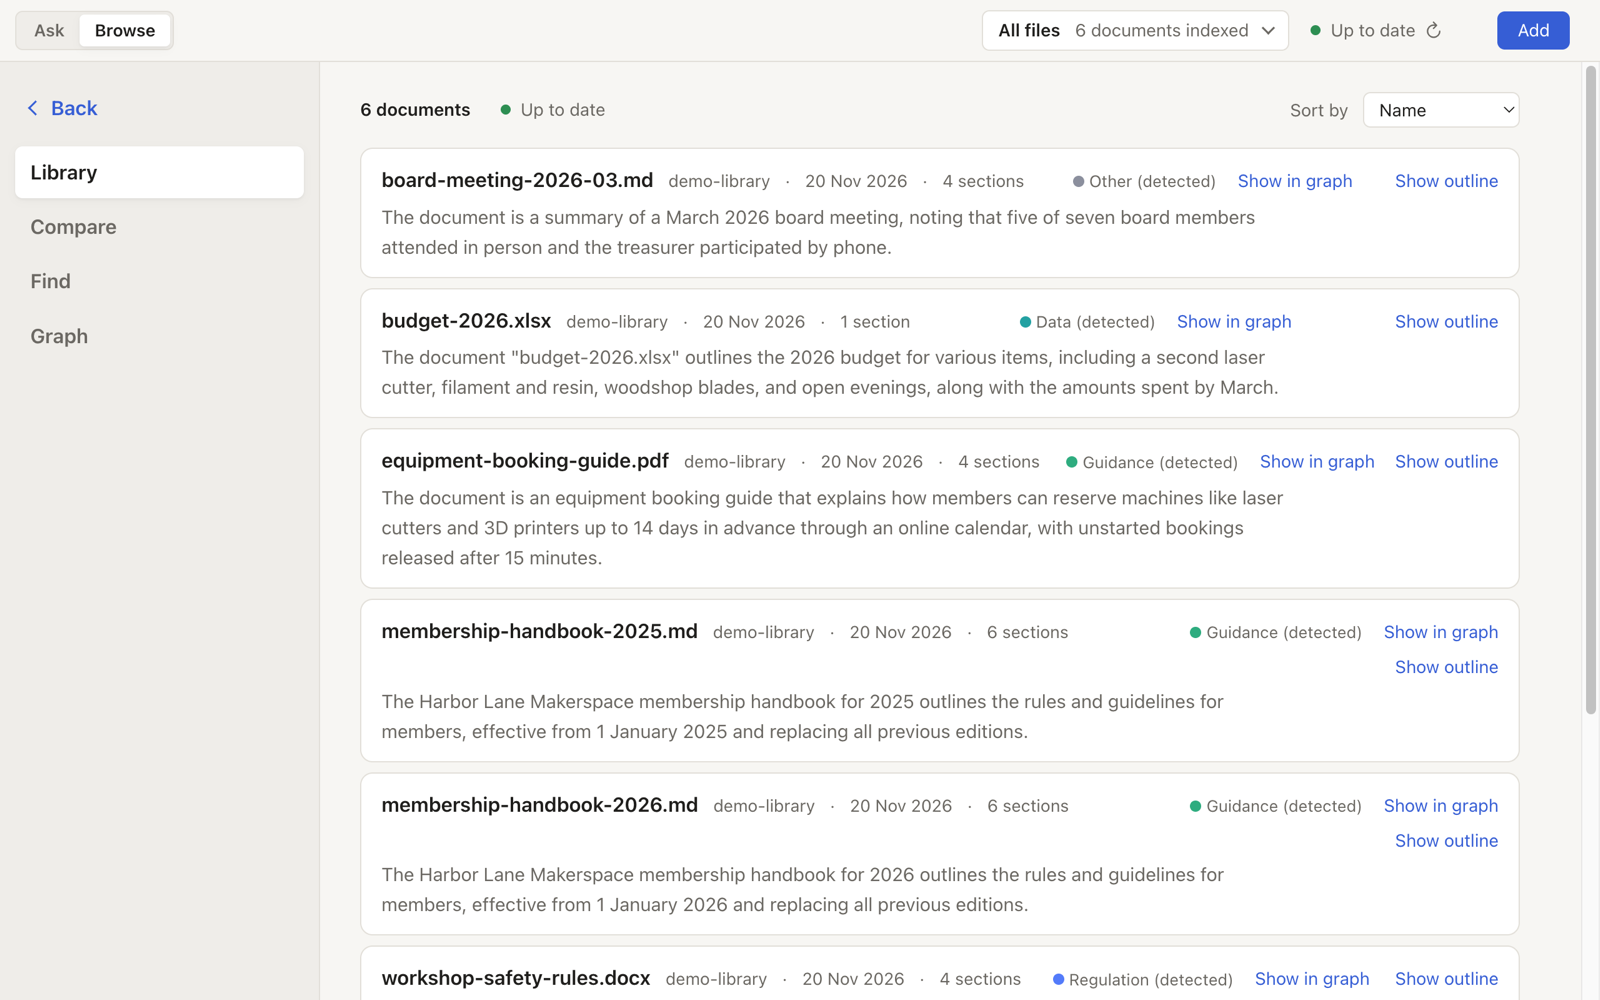 Ask Browse All files 6 documents indexed Up to date Add
Back
Library
Compare
Find
Graph
6 documents Up to date Sort by Name
board-meeting-2026-03.md demo-library · 20 Nov 2026 · 4 sections Other (detected) Show in graph Show outline
The document is a summary of a March 2026 board meeting, noting that five of seven board members
attended in person and the treasurer participated by phone.
budget-2026.xlsx demo-library · 20 Nov 2026 · 1 section Data (detected) Show in graph Show outline
The document "budget-2026.xlsx" outlines the 2026 budget for various items, including a second laser
cutter, filament and resin, woodshop blades, and open evenings, along with the amounts spent by March.
equipment-booking-guide.pdf demo-library · 20 Nov 2026 · 4 sections Guidance (detected) Show in graph Show outline
The document is an equipment booking guide that explains how members can reserve machines like laser
cutters and 3D printers up to 14 days in advance through an online calendar, with unstarted bookings
released after 15 minutes.
membership-handbook-2025.md demo-library · 20 Nov 2026 · 6 sections Guidance (detected) Show in graph
Show outline
The Harbor Lane Makerspace membership handbook for 2025 outlines the rules and guidelines for
members, effective from 1 January 2025 and replacing all previous editions.
membership-handbook-2026.md demo-library · 20 Nov 2026 · 6 sections Guidance (detected) Show in graph
Show outline
The Harbor Lane Makerspace membership handbook for 2026 outlines the rules and guidelines for
members, effective from 1 January 2026 and replacing all previous editions.
workshop-safety-rules.docx demo-library · 20 Nov 2026 · 4 sections Regulation (detected) Show in graph Show outline